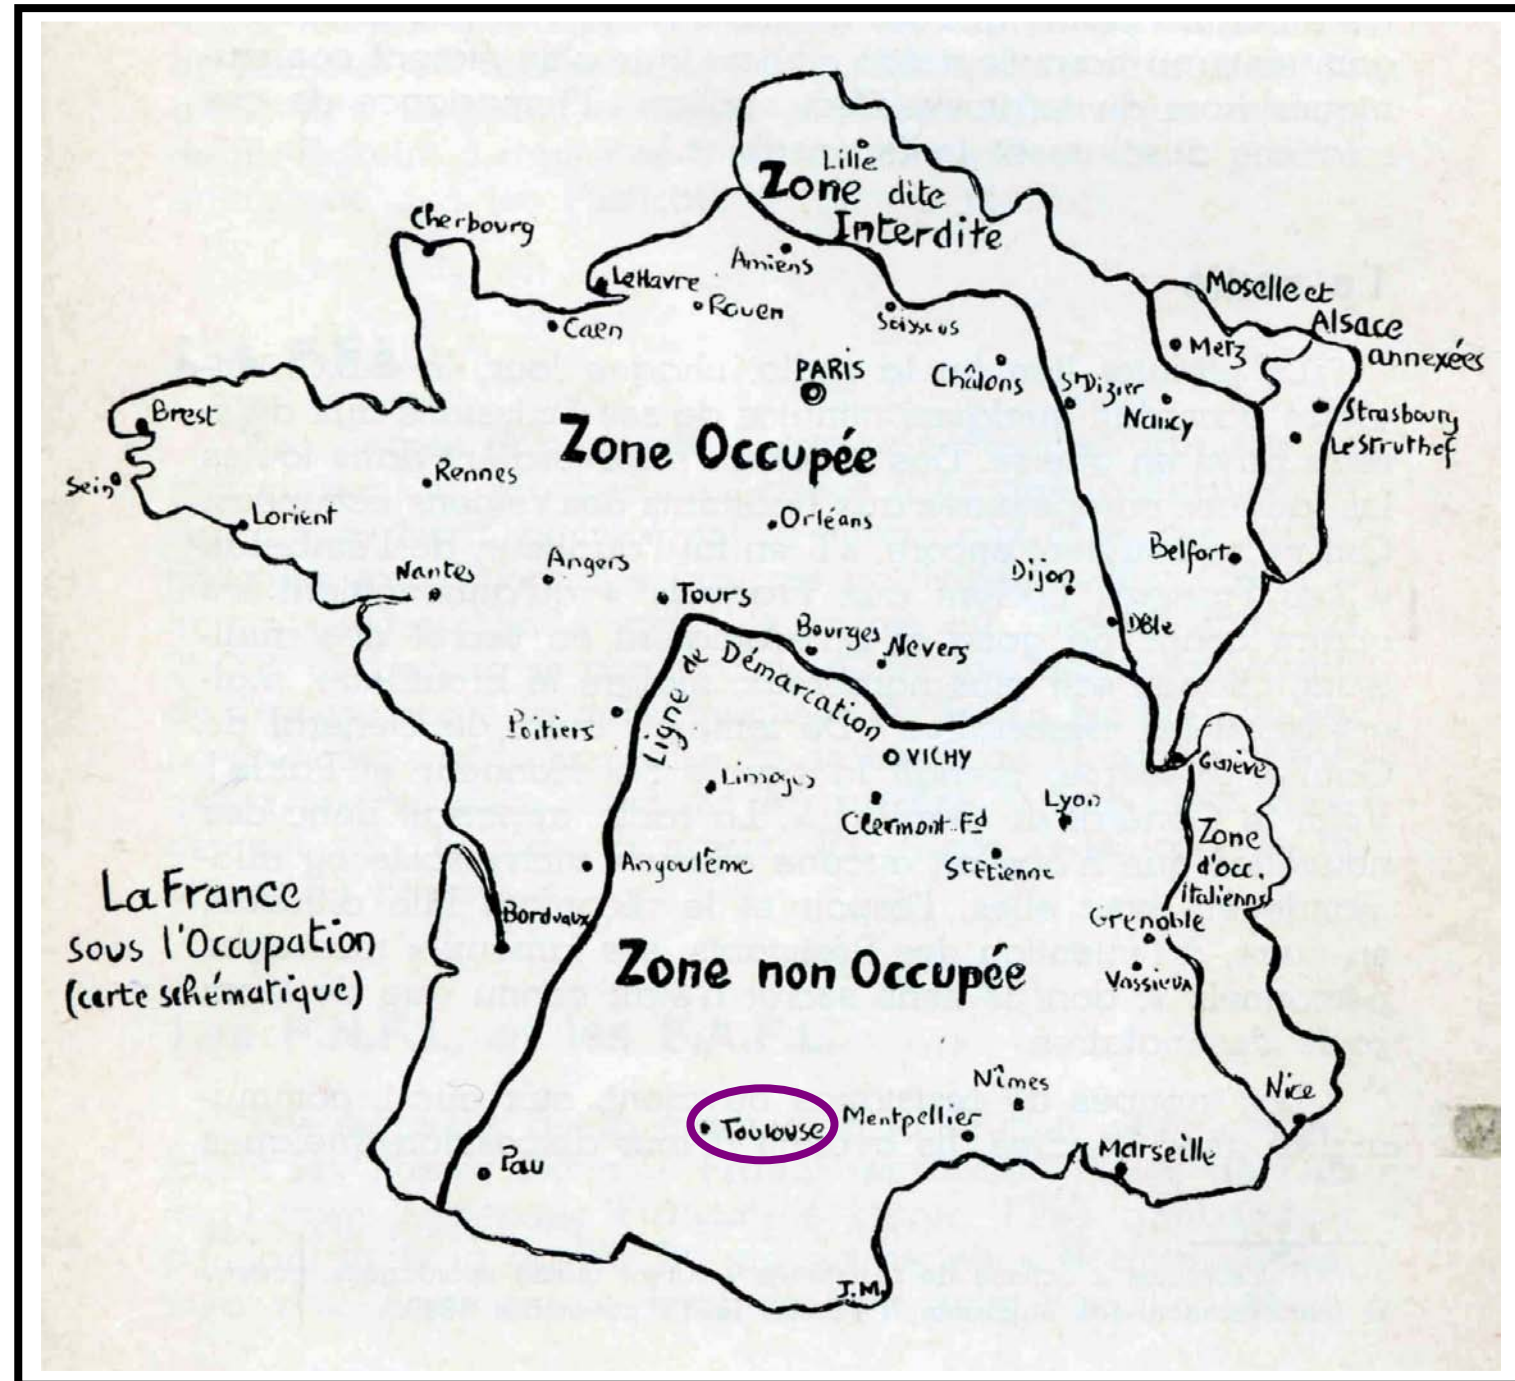 Lille
Zone dite
Interdite
Cherbourg
Amiens
Le Havre
Rouen
Soissons
Caen
Moselle et
Alsace
annexées
Metz
PARIS
Châlons
St Dizier
Nancy
Strasbourg
Le Struthof
Brest
Zone Occupée
Sein
Rennes
Lorient
Orléans
Belfort
Nantes
Angers
Dijon
Tours
Dôle
Bourges
Nevers
Ligne de Démarcation
Poitiers
VICHY
Genève
Limoges
Clermont-Fd
Lyon
St Etienne
Zone
d'occ.
italienne
Angoulême
Grenoble
La France
sous l'Occupation
(carte schématique)
Bordeaux
Zone non Occupée
Vassieux
Nîmes
Nice
Toulouse
Montpellier
Marseille
Pau
J.M.